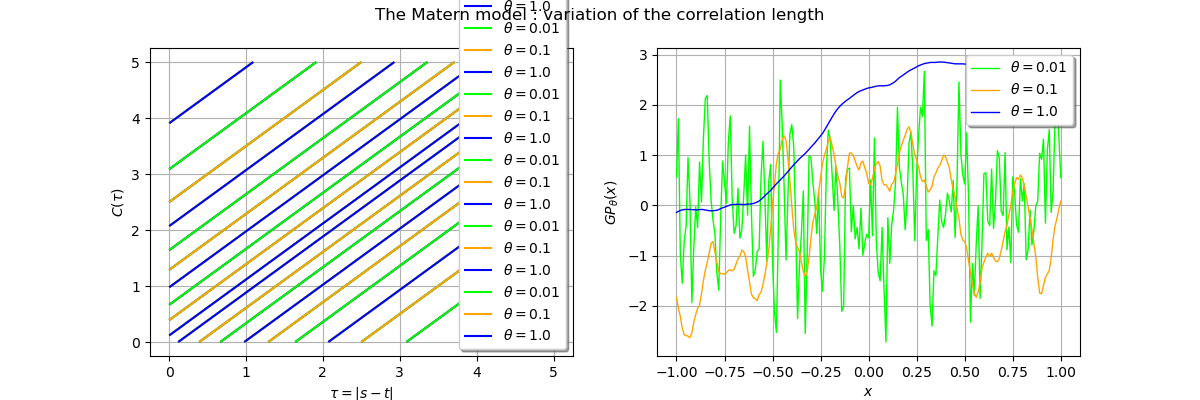 The Matern model : variation of the correlation length
θ = 1.0
θ = 0.01
θ = 0.1
θ = 1.0
θ = 0.01
θ = 0.1
θ = 1.0
θ = 0.01
θ = 0.1
θ = 1.0
θ = 0.01
θ = 0.1
θ = 1.0
θ = 0.01
θ = 0.1
θ = 1.0
C(τ)
5
4
3
2
1
0
0 1 2 3 4 5
τ = |s − t|
θ = 0.01
θ = 0.1
θ = 1.0
GPθ(x)
3
2
1
0
−1
−2
−1.00 −0.75 −0.50 −0.25 0.00 0.25 0.50 0.75 1.00
x